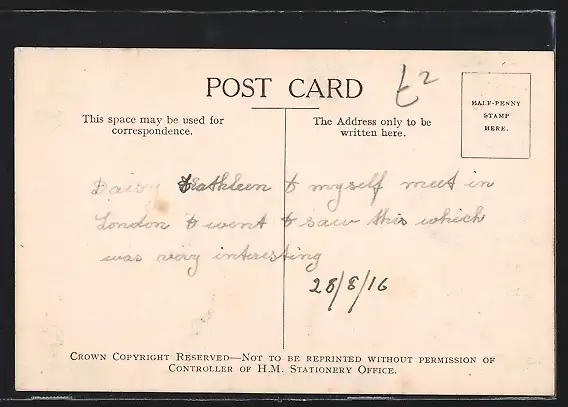 POST CARD
t2
This space may be used for
correspondence.
The Address only to be
written here.
HALF-PENNY
STAMP
HERE.
Daisy Kathleen & myself meet in
London & went & saw this which
was very interesting
28/8/16
CROWN COPYRIGHT RESERVED—NOT TO BE REPRINTED WITHOUT PERMISSION OF
CONTROLLER OF H.M. STATIONERY OFFICE.